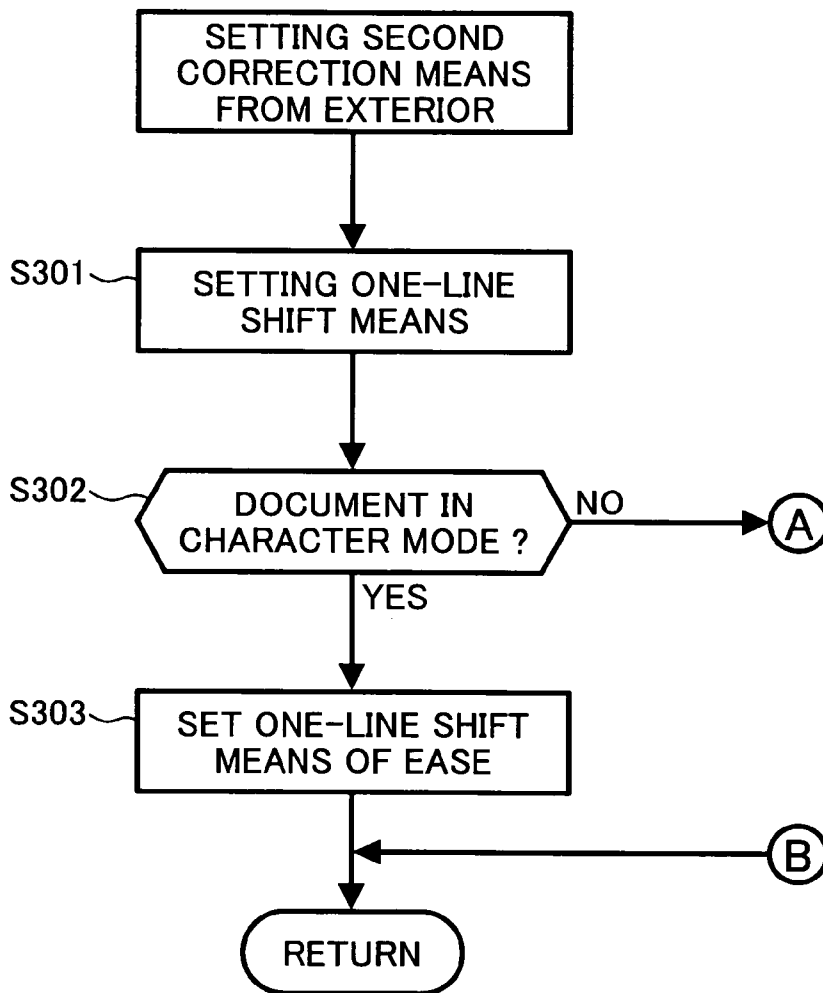 SETTING SECOND
CORRECTION MEANS
FROM EXTERIOR
S301
SETTING ONE-LINE
SHIFT MEANS
S302
DOCUMENT IN
CHARACTER MODE ?
NO
A
YES
S303
SET ONE-LINE SHIFT
MEANS OF EASE
B
RETURN